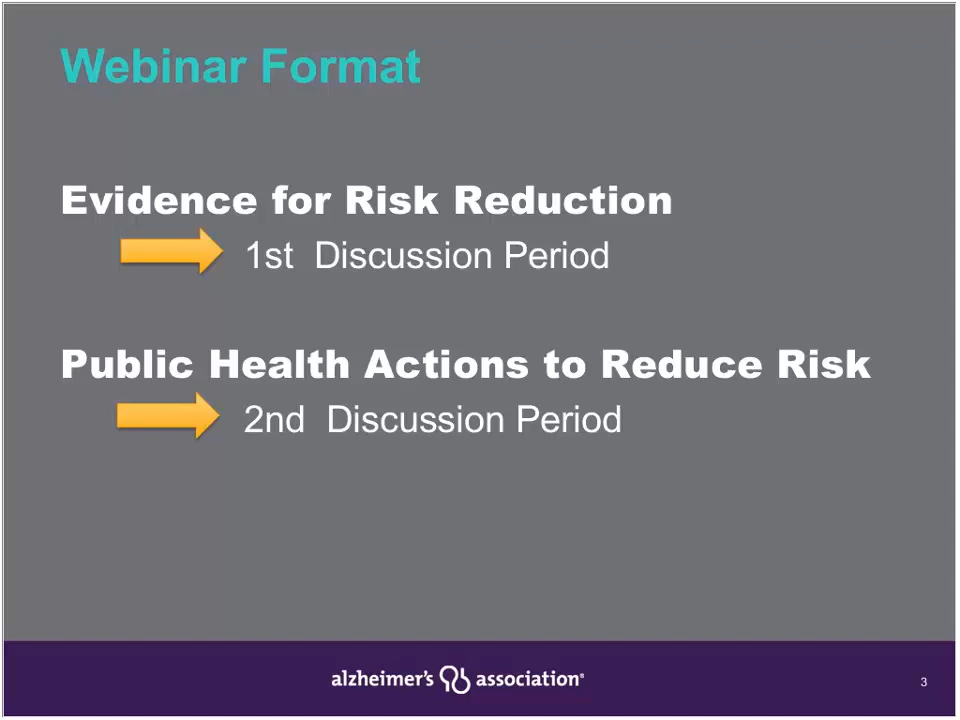 Webinar Format
Evidence for Risk Reduction
1st Discussion Period
Public Health Actions to Reduce Risk
2nd Discussion Period
alzheimer's association®
3